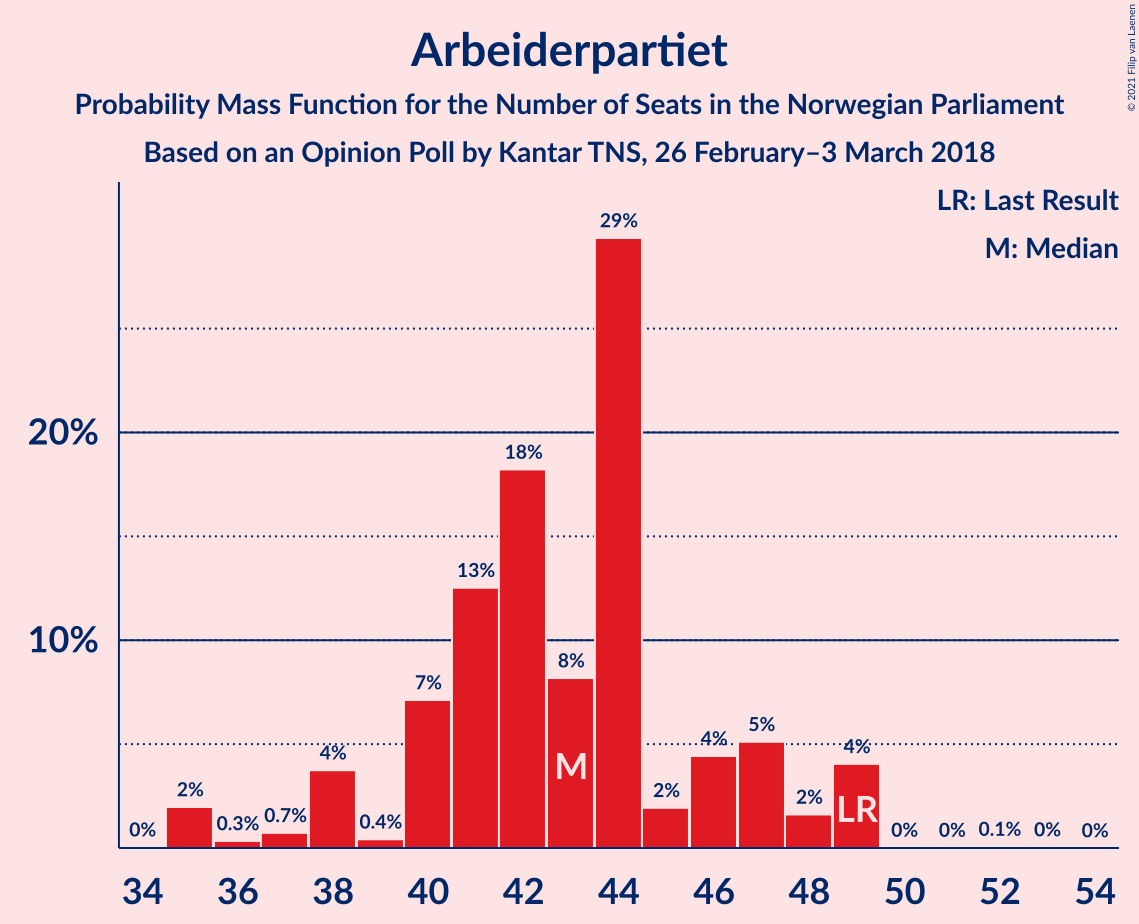 Arbeiderpartiet
Probability Mass Function for the Number of Seats in the Norwegian Parliament
Based on an Opinion Poll by Kantar TNS, 26 February–3 March 2018
© 2021 Filip van Laenen
LR: Last Result
M: Median
20%
10%
0%
2%
0.3%
0.7%
4%
0.4%
7%
13%
18%
8%
29%
2%
4%
5%
2%
4%
0%
0%
0.1%
0%
0%
M
LR
34 36 38 40 42 44 46 48 50 52 54